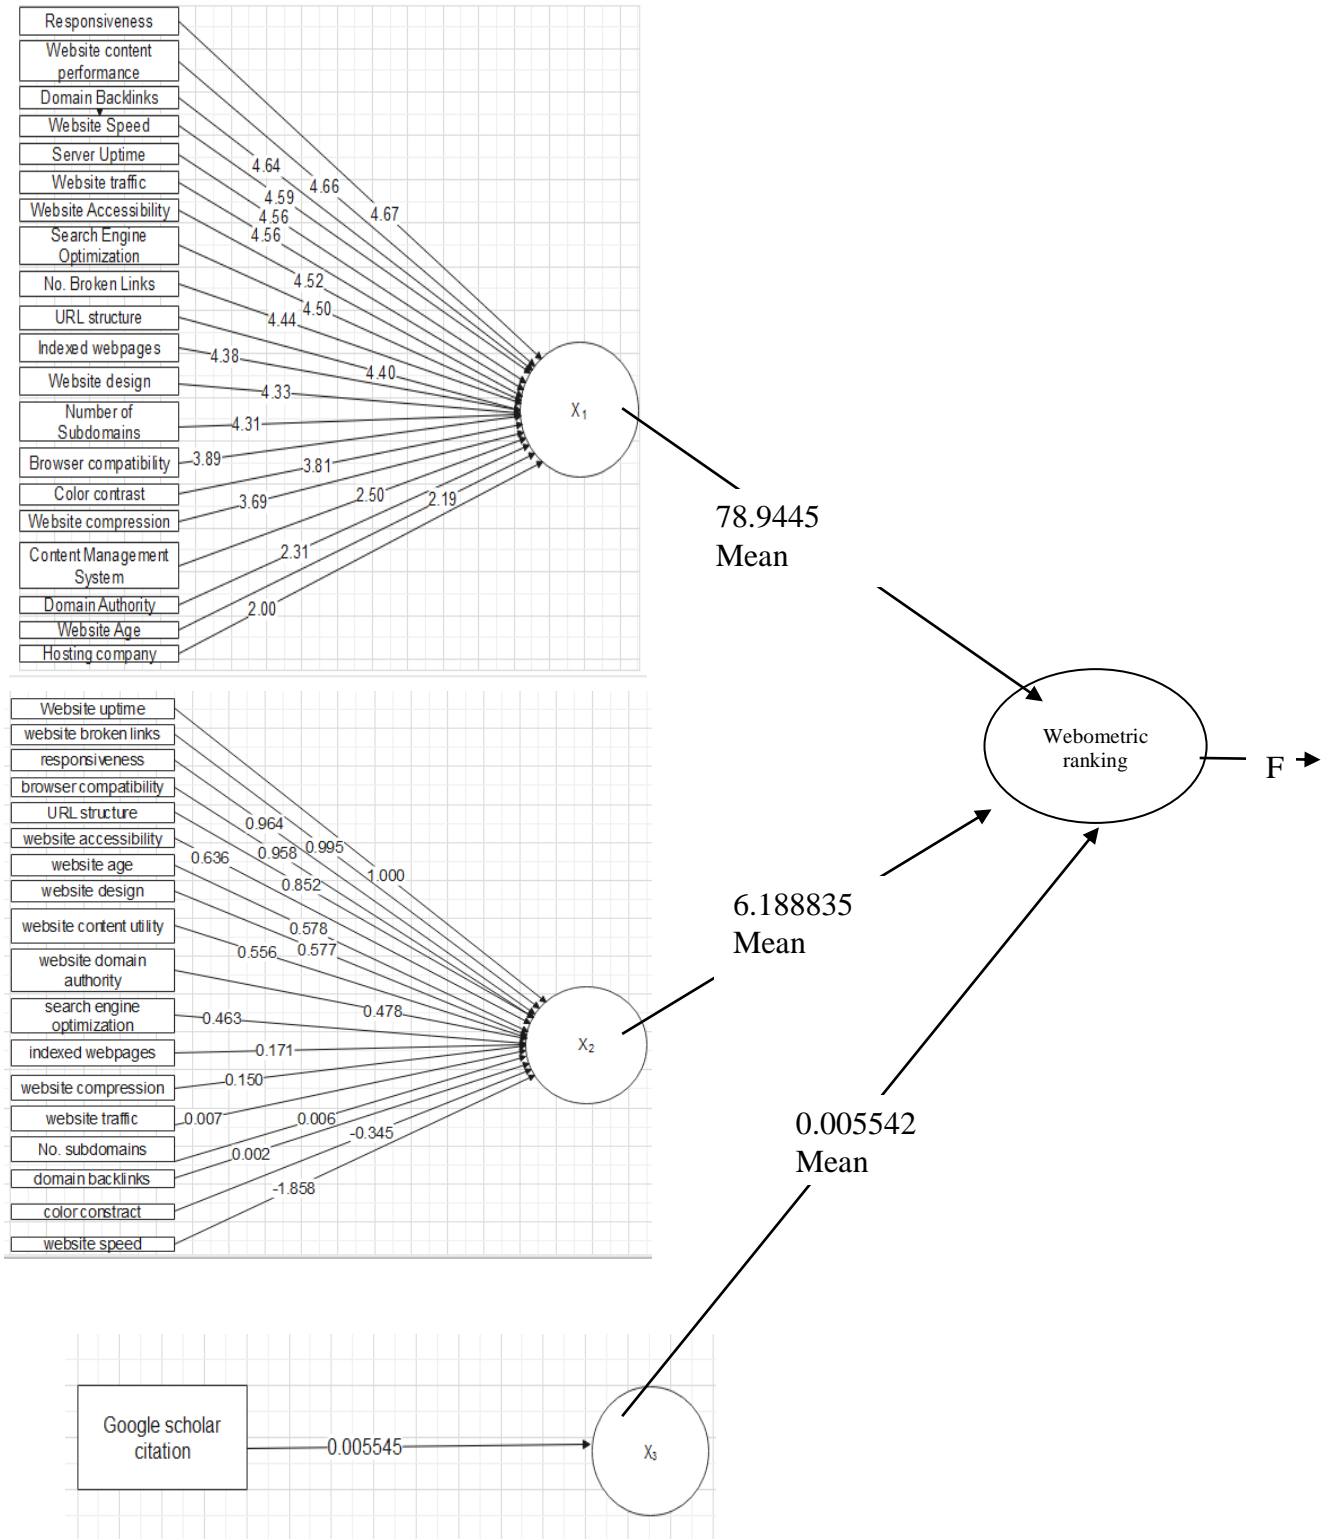 Responsiveness
Website content
performance
Domain Backlinks
Website Speed
Server Uptime
Website traffic
Website Accessibility
Search Engine
Optimization
No. Broken Links
URL structure
Indexed webpages
Website design
Number of
Subdomains
Browser compatibility
Color contrast
Website compression
Content Management
System
Domain Authority
Website Age
Hosting company
4.64
4.66
4.67
4.59
4.56
4.56
4.52
4.50
4.44
4.38
4.40
4.33
4.31
3.89
3.81
3.69
2.50
2.19
2.31
2.00
X1
78.9445
Mean
Website uptime
website broken links
responsiveness
browser compatibility
URL structure
website accessibility
website age
website design
website content utility
website domain
authority
search engine
optimization
indexed webpages
website compression
website traffic
No. subdomains
domain backlinks
color constract
website speed
0.964
0.995
0.958
0.636
1.000
0.852
0.578
0.577
0.556
0.478
0.463
0.171
0.150
0.007
0.006
-0.345
0.002
-1.858
X2
6.188835
Mean
Webometric
ranking
F
0.005542
Mean
Google scholar
citation
0.005545
X3